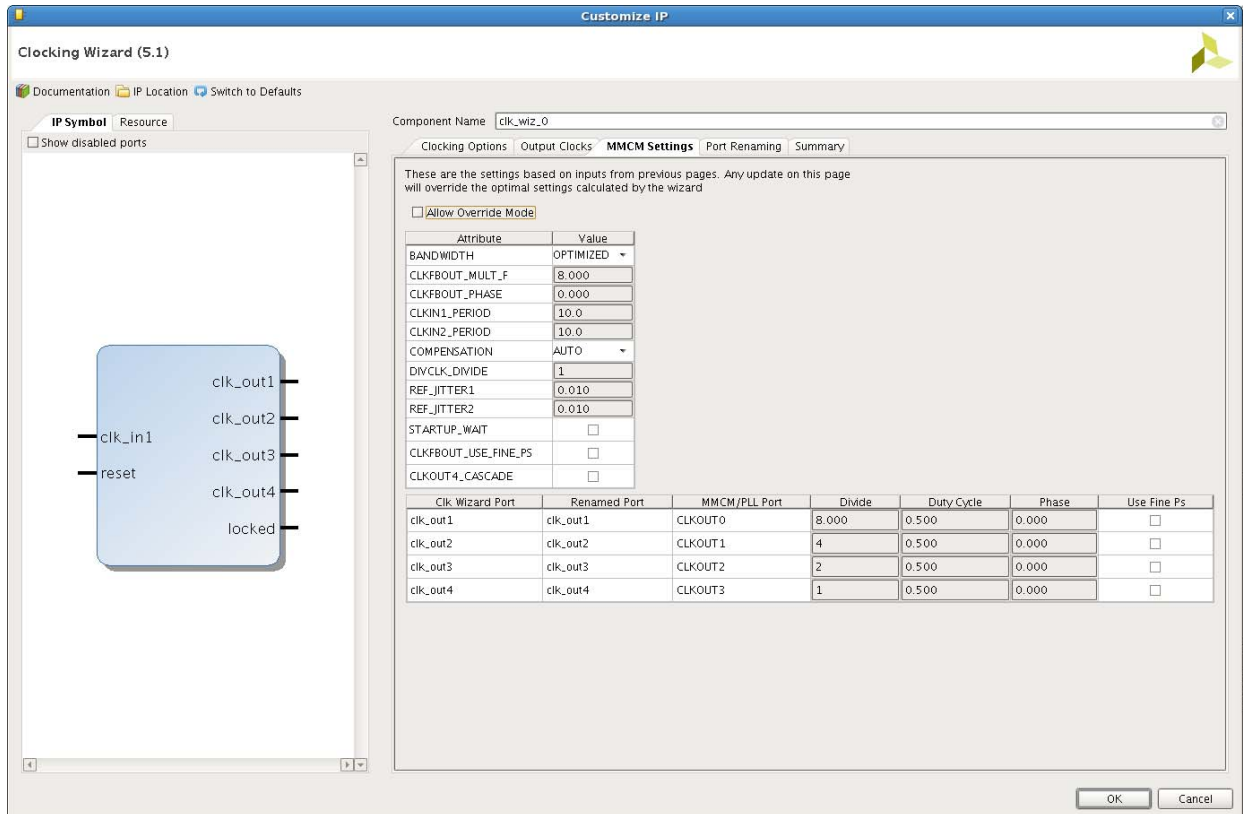 Customize IP
Clocking Wizard (5.1)
Documentation IP Location Switch to Defaults
IP Symbol Resource
Show disabled ports
clk_in1
reset
clk_out1
clk_out2
clk_out3
clk_out4
locked
Component Name clk_wiz_0
Clocking Options Output Clocks MMCM Settings Port Renaming Summary
These are the settings based on inputs from previous pages. Any update on this page
will override the optimal settings calculated by the wizard
Allow Override Mode
Attribute Value
BANDWIDTH OPTIMIZED
CLKFBOUT_MULT_F 8.000
CLKFBOUT_PHASE 0.000
CLKIN1_PERIOD 10.0
CLKIN2_PERIOD 10.0
COMPENSATION AUTO
DIVCLK_DIVIDE 1
REF_JITTER1 0.010
REF_JITTER2 0.010
STARTUP_WAIT
CLKFBOUT_USE_FINE_PS
CLKOUT4_CASCADE
Clk Wizard Port Renamed Port MMCM/PLL Port Divide Duty Cycle Phase Use Fine Ps
clk_out1 clk_out1 CLKOUT0 8.000 0.500 0.000
clk_out2 clk_out2 CLKOUT1 4 0.500 0.000
clk_out3 clk_out3 CLKOUT2 2 0.500 0.000
clk_out4 clk_out4 CLKOUT3 1 0.500 0.000
OK Cancel